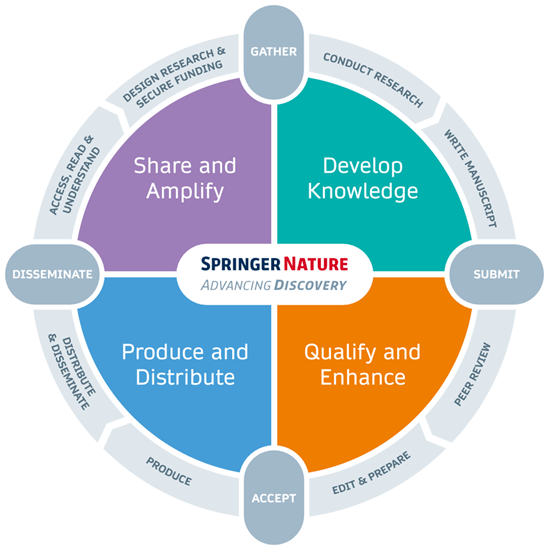 GATHER
CONDUCT RESEARCH
WRITE MANUSCRIPT
SUBMIT
PEER REVIEW
EDIT & PREPARE
ACCEPT
PRODUCE
DISTRIBUTE
& DISSEMINATE
DISSEMINATE
ACCESS, READ &
UNDERSTAND
DESIGN RESEARCH &
SECURE FUNDING
Share and
Amplify
Develop
Knowledge
SPRINGER NATURE
ADVANCING DISCOVERY
Produce and
Distribute
Qualify and
Enhance